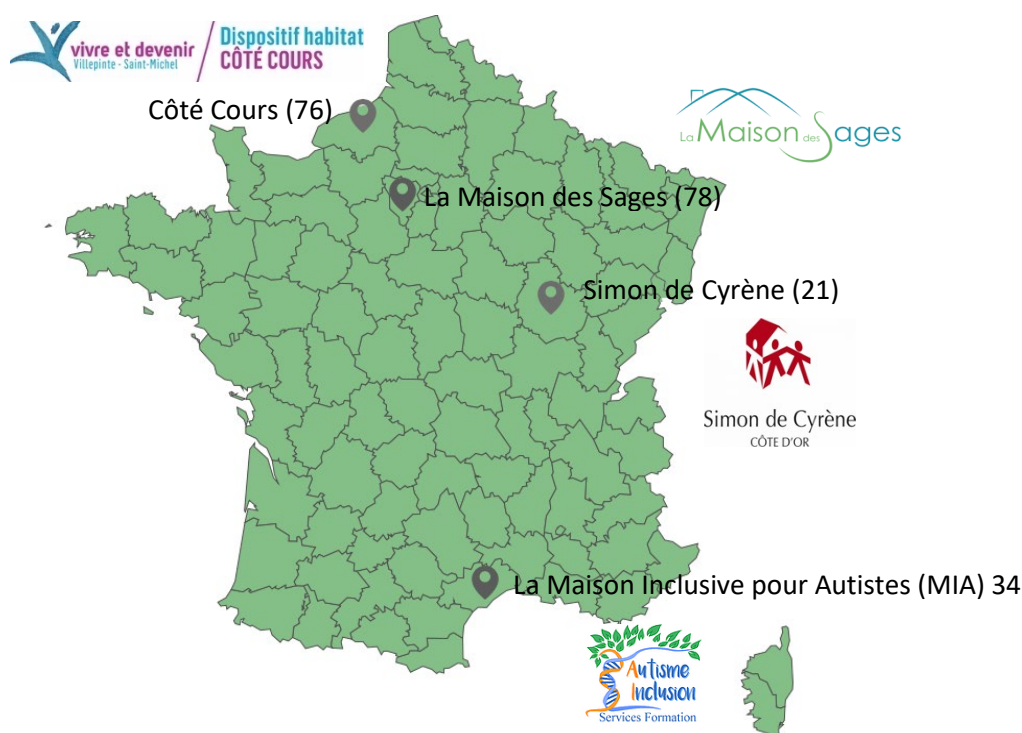 vivre et devenir
Villepinte - Saint-Michel
Dispositif habitat
CÔTÉ COURS
Côté Cours (76)
La Maison des Sages
La Maison des Sages (78)
Simon de Cyrène (21)
Simon de Cyrène
CÔTE D'OR
La Maison Inclusive pour Autistes (MIA) 34
Autisme
Inclusion
Services Formation